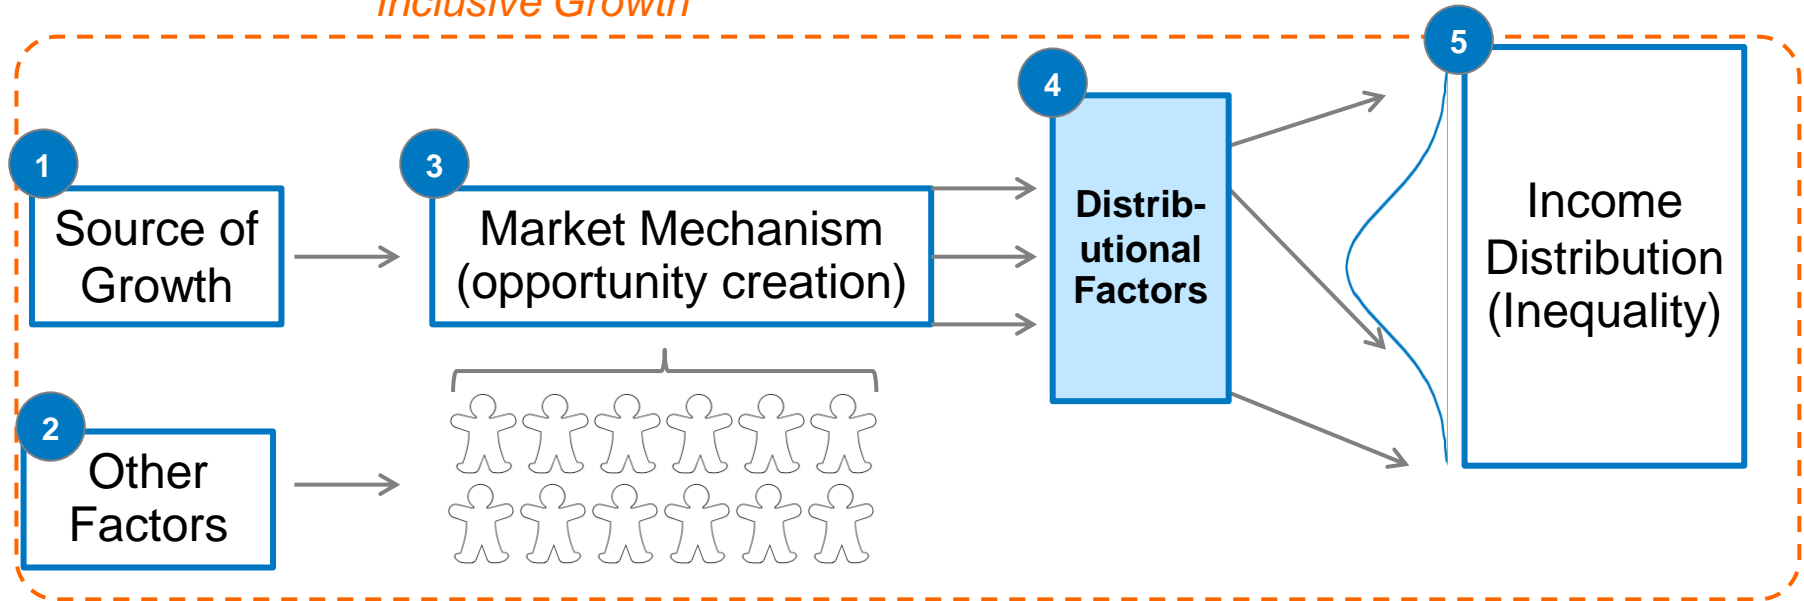 Inclusive Growth
1
Source of
Growth
2
Other
Factors
3
Market Mechanism
(opportunity creation)
4
Distrib-
utional
Factors
5
Income
Distribution
(Inequality)